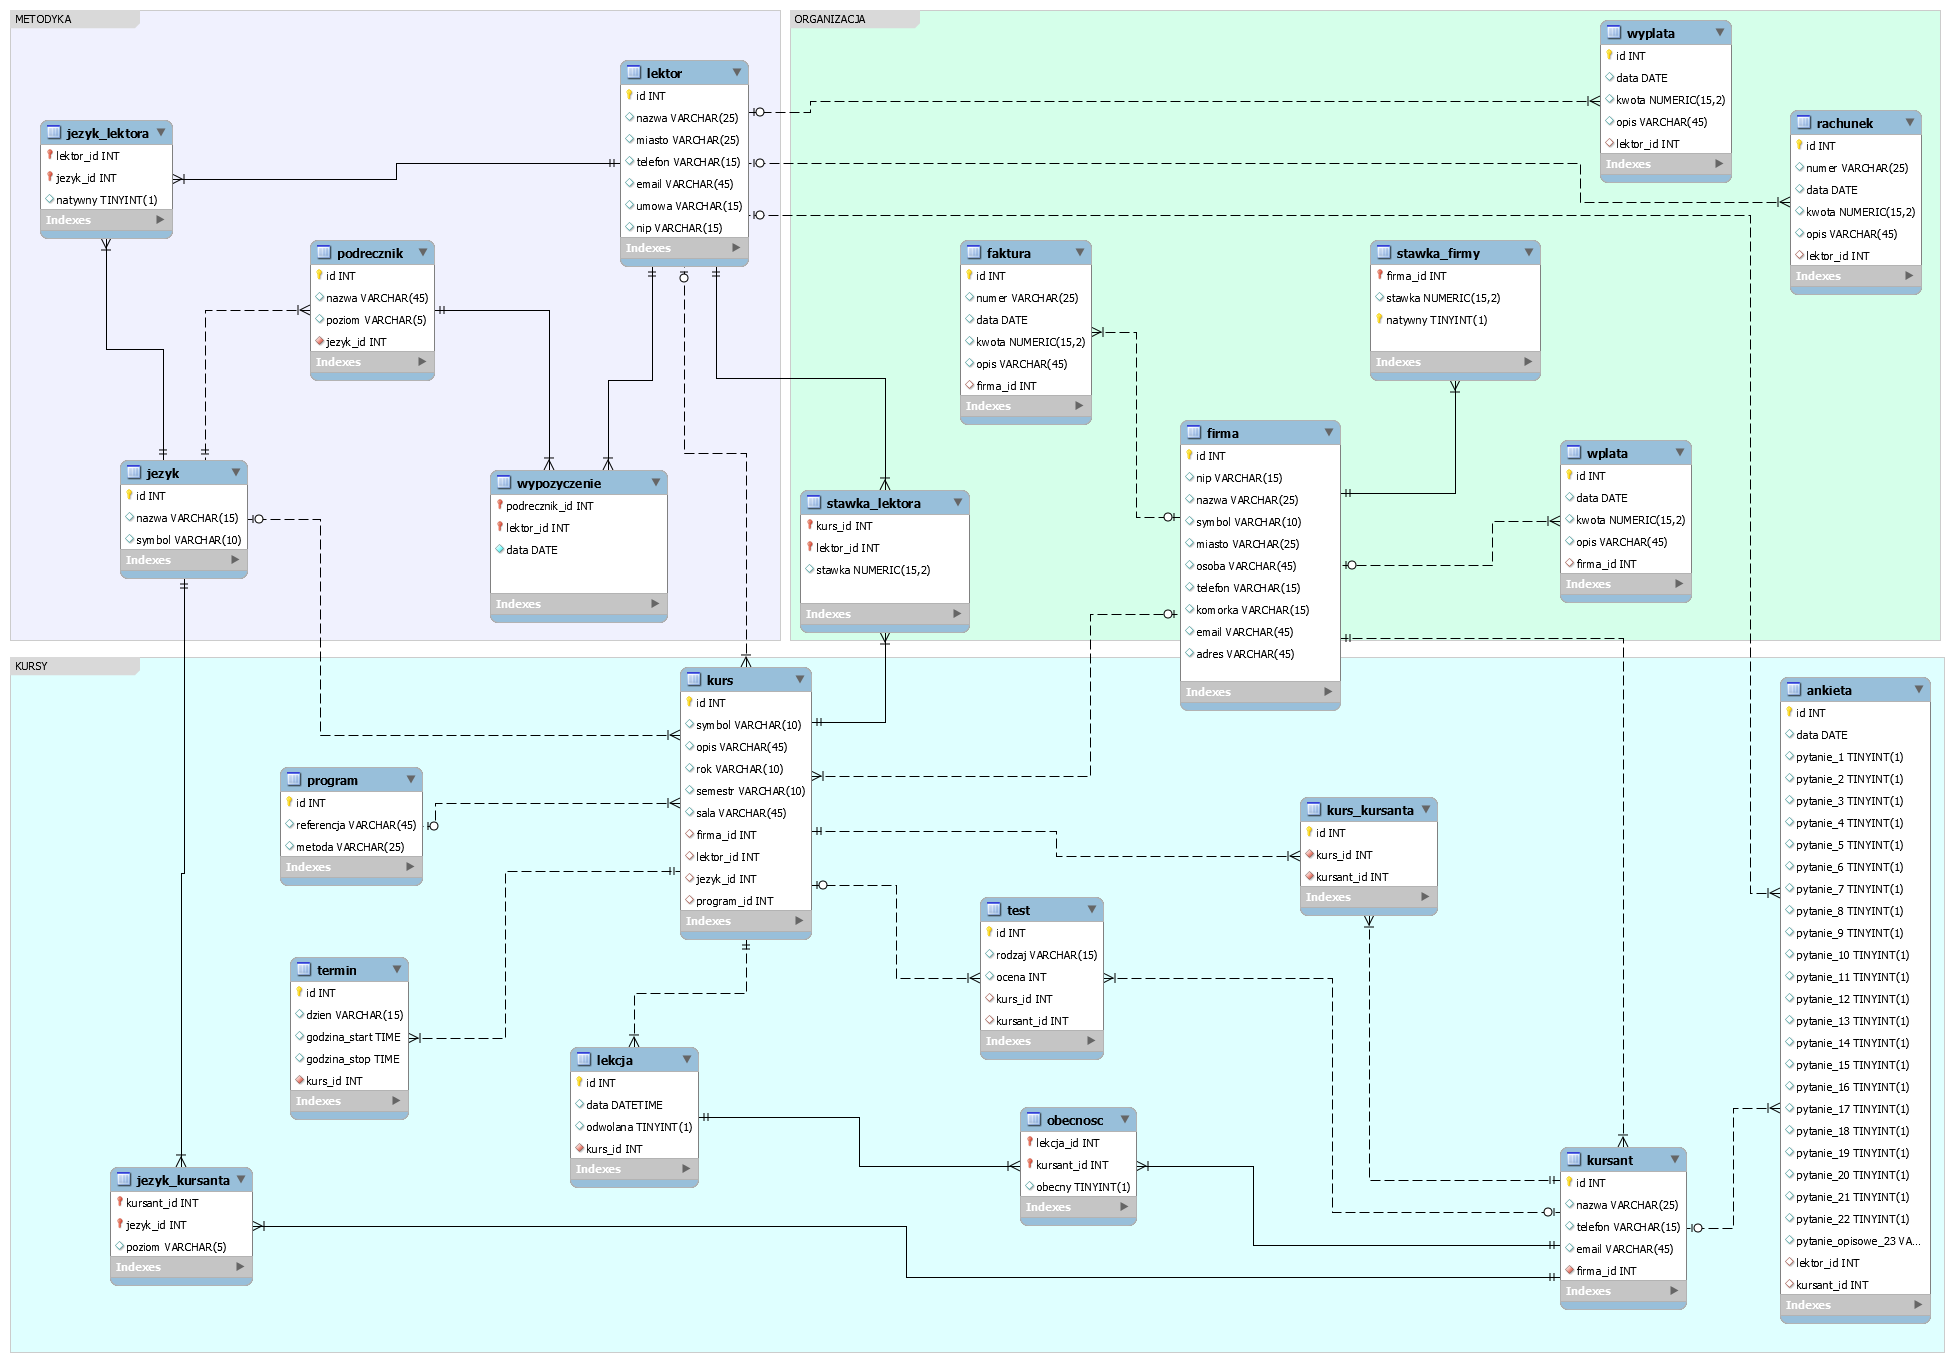 METODYKA
lektor
id INT
nazwa VARCHAR(25)
miasto VARCHAR(25)
telefon VARCHAR(15)
email VARCHAR(45)
umowa VARCHAR(15)
nip VARCHAR(15)
Indexes
jezyk_lektora
lektor_id INT
jezyk_id INT
natywny TINYINT(1)
Indexes
podrecznik
id INT
nazwa VARCHAR(45)
poziom VARCHAR(5)
jezyk_id INT
Indexes
jezyk
id INT
nazwa VARCHAR(15)
symbol VARCHAR(10)
Indexes
wypozyczenie
podrecznik_id INT
lektor_id INT
data DATE
Indexes
ORGANIZACJA
wyplata
id INT
data DATE
kwota NUMERIC(15,2)
opis VARCHAR(45)
lektor_id INT
Indexes
rachunek
id INT
numer VARCHAR(25)
data DATE
kwota NUMERIC(15,2)
opis VARCHAR(45)
lektor_id INT
Indexes
faktura
id INT
numer VARCHAR(25)
data DATE
kwota NUMERIC(15,2)
opis VARCHAR(45)
firma_id INT
Indexes
stawka_firmy
firma_id INT
stawka NUMERIC(15,2)
natywny TINYINT(1)
Indexes
firma
id INT
nip VARCHAR(15)
nazwa VARCHAR(25)
symbol VARCHAR(10)
miasto VARCHAR(25)
osoba VARCHAR(45)
telefon VARCHAR(15)
komorka VARCHAR(15)
email VARCHAR(45)
adres VARCHAR(45)
Indexes
wplata
id INT
data DATE
kwota NUMERIC(15,2)
opis VARCHAR(45)
firma_id INT
Indexes
stawka_lektora
kurs_id INT
lektor_id INT
stawka NUMERIC(15,2)
Indexes
KURSY
kurs
id INT
symbol VARCHAR(10)
opis VARCHAR(45)
rok VARCHAR(10)
semestr VARCHAR(10)
sala VARCHAR(45)
firma_id INT
lektor_id INT
jezyk_id INT
program_id INT
Indexes
program
id INT
referencja VARCHAR(45)
metoda VARCHAR(25)
Indexes
termin
id INT
dzien VARCHAR(15)
godzina_start TIME
godzina_stop TIME
kurs_id INT
Indexes
lekcja
id INT
data DATETIME
odwolana TINYINT(1)
kurs_id INT
Indexes
jezyk_kursanta
kursant_id INT
jezyk_id INT
poziom VARCHAR(5)
Indexes
kurs_kursanta
id INT
kurs_id INT
kursant_id INT
Indexes
test
id INT
rodzaj VARCHAR(15)
ocena INT
kurs_id INT
kursant_id INT
Indexes
obecnosc
lekcja_id INT
kursant_id INT
obecny TINYINT(1)
Indexes
kursant
id INT
nazwa VARCHAR(25)
telefon VARCHAR(15)
email VARCHAR(45)
firma_id INT
Indexes
ankieta
id INT
data DATE
pytanie_1 TINYINT(1)
pytanie_2 TINYINT(1)
pytanie_3 TINYINT(1)
pytanie_4 TINYINT(1)
pytanie_5 TINYINT(1)
pytanie_6 TINYINT(1)
pytanie_7 TINYINT(1)
pytanie_8 TINYINT(1)
pytanie_9 TINYINT(1)
pytanie_10 TINYINT(1)
pytanie_11 TINYINT(1)
pytanie_12 TINYINT(1)
pytanie_13 TINYINT(1)
pytanie_14 TINYINT(1)
pytanie_15 TINYINT(1)
pytanie_16 TINYINT(1)
pytanie_17 TINYINT(1)
pytanie_18 TINYINT(1)
pytanie_19 TINYINT(1)
pytanie_20 TINYINT(1)
pytanie_21 TINYINT(1)
pytanie_22 TINYINT(1)
pytanie_opisowe_23 VA...
lektor_id INT
kursant_id INT
Indexes